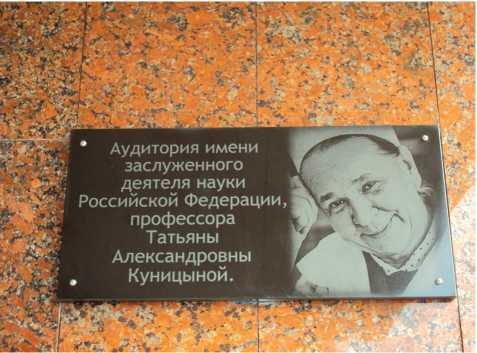 Аудитория имени
заслуженного
деятеля науки
Российской Федерации,
профессора
Татьяны
Александровны
Куницыной.